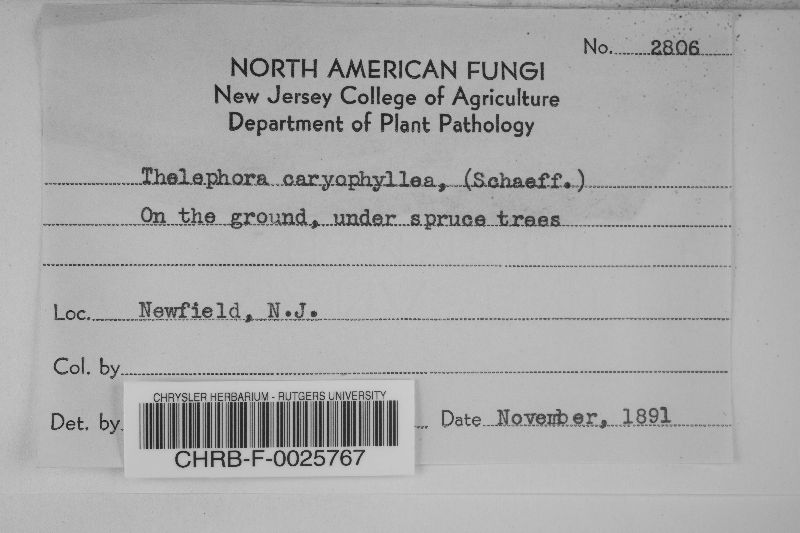 No. 2806
NORTH AMERICAN FUNGI
New Jersey College of Agriculture
Department of Plant Pathology
Thelephora caryophyllea, (Schaeff.)
On the ground, under spruce trees
Loc. Newfield, N.J.
Col. by
Det. by
Date November, 1891
CHRYSLER HERBARIUM - RUTGERS UNIVERSITY
CHRB-F-0025767